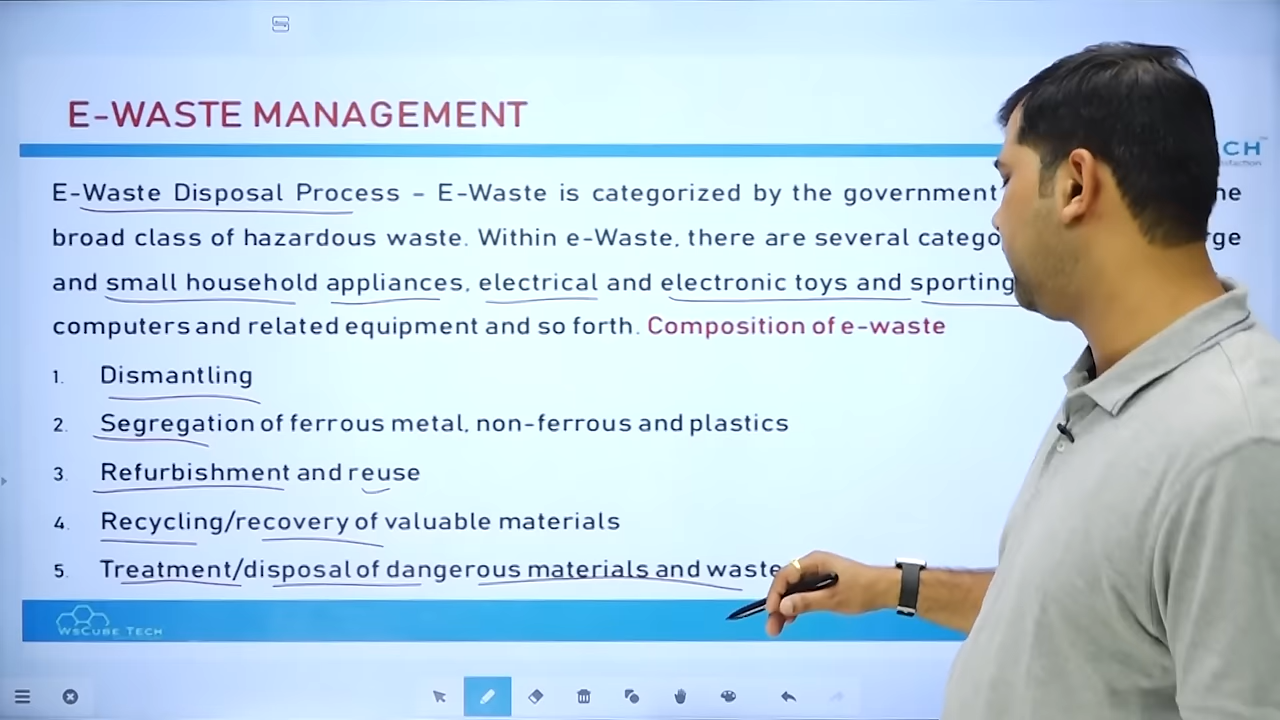 E-WASTE MANAGEMENT
CH
E-Waste Disposal Process – E-Waste is categorized by the government
broad class of hazardous waste. Within e-Waste, there are several
and small household appliances, electrical and electronic toys and sporting
computers and related equipment and so forth. Composition of e-waste
1. Dismantling
2. Segregation of ferrous metal, non-ferrous and plastics
3. Refurbishment and reuse
4. Recycling/recovery of valuable materials
5. Treatment/disposal of dangerous materials and waste
WsCube Tech